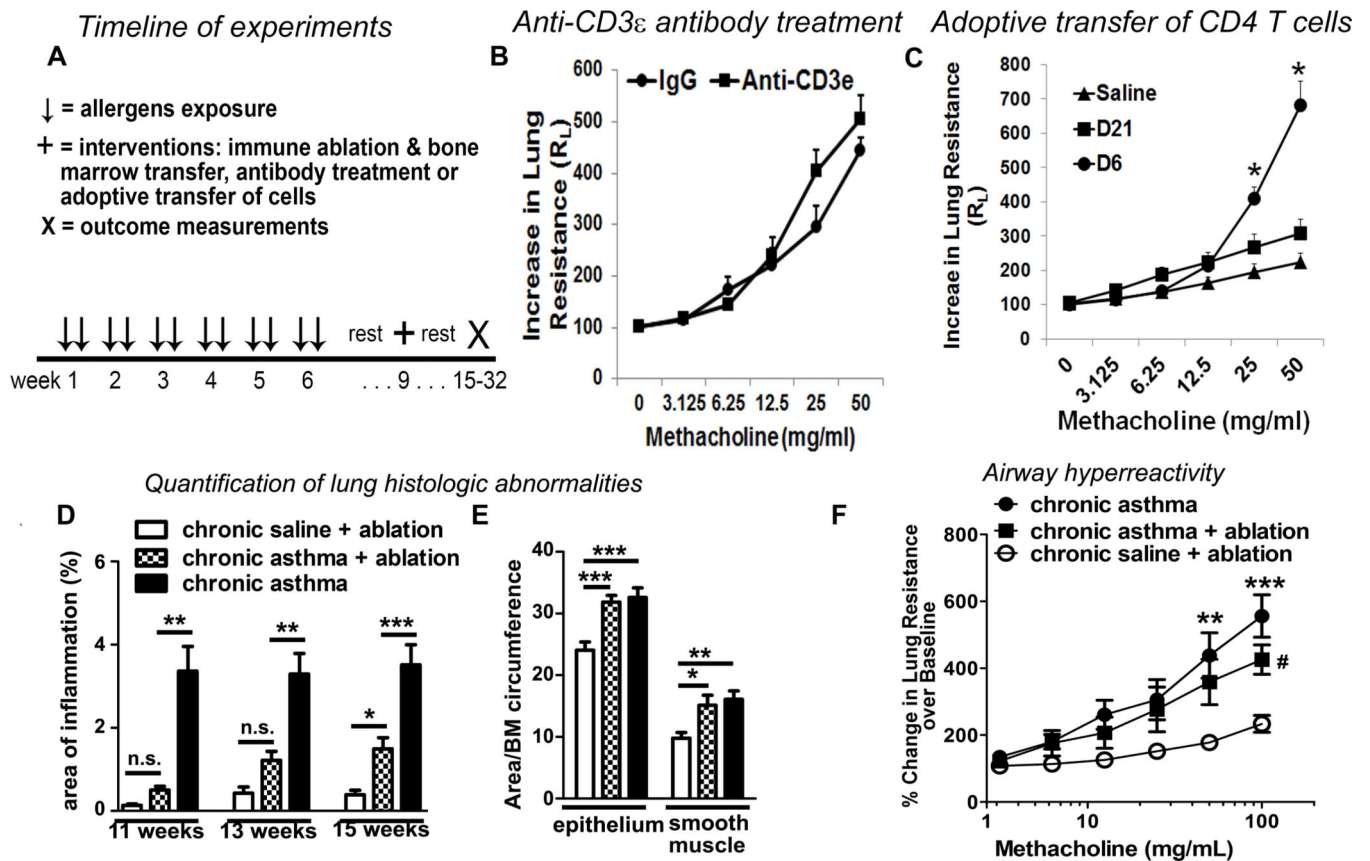 Timeline of experiments
A
↓ = allergens exposure
+ = interventions: immune ablation & bone
marrow transfer, antibody treatment or
adoptive transfer of cells
X = outcome measurements
rest + rest X
week 1 2 3 4 5 6 ...9 ... 15-32
Anti-CD3ε antibody treatment
B
IgG Anti-CD3e
Increase in Lung
Resistance (RL)
600
500
400
300
200
100
0
0 3.125 6.25 12.5 25 50
Methacholine (mg/ml)
Adoptive transfer of CD4 T cells
C
Saline
D21
D6
Increae in Lung Resistance
(RL)
800
700
600
500
400
300
200
100
0
*
*
0 3.125 6.25 12.5 25 50
Methacholine (mg/ml)
Quantification of lung histologic abnormalities
D
chronic saline + ablation
chronic asthma + ablation
chronic asthma
area of inflammation (%)
6
4
2
0
n.s. ** n.s. ** * ***
11 weeks 13 weeks 15 weeks
E
Area/BM circumference
40
30
20
10
0
***
***
**
*
epithelium smooth
muscle
Airway hyperreactivity
F
chronic asthma
chronic asthma + ablation
chronic saline + ablation
% Change in Lung Resistance
over Baseline
800
600
400
200
0
** ***
#
1 10 100
Methacholine (mg/mL)